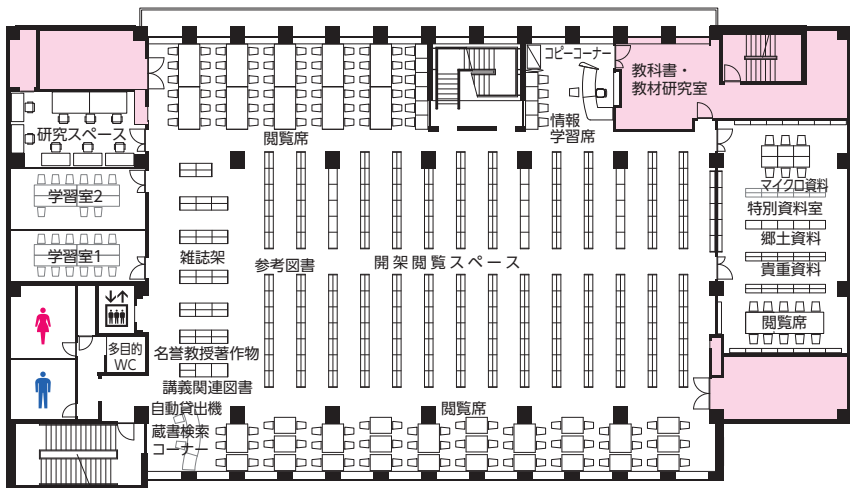 コピーコーナー
教科書・
教材研究室
研究スペース
閲覧席
情報
学習席
学習室2
マイクロ資料
特別資料室
郷土資料
貴重資料
学習室1
雑誌架
参考図書
開架閲覧スペース
閲覧席
多目的
WC
名誉教授著作物
講義関連図書
自動貸出機
閲覧席
蔵書検索
コーナー